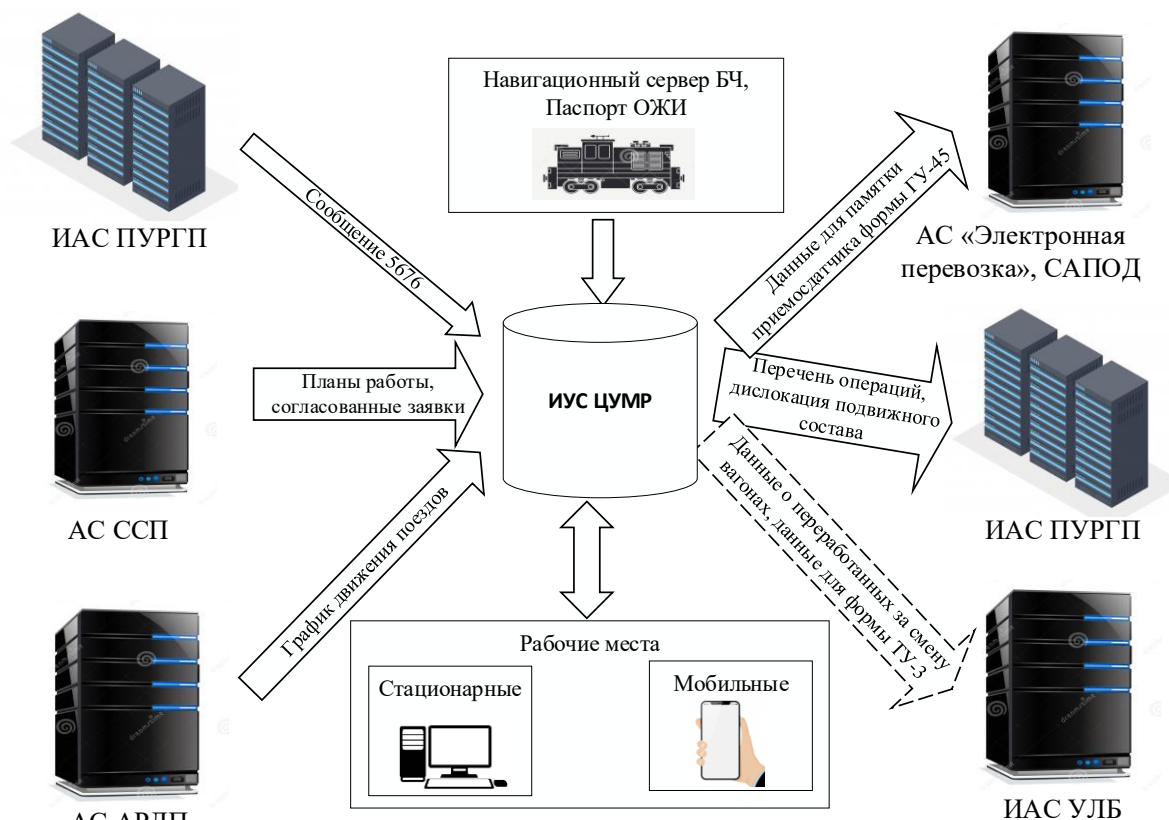 Навигационный сервер БЧ,
Паспорт ОЖИ
ИАС ПУРГП
Сообщение 5676
АС «Электронная
перевозка», САПОД
Данные для памятки
приемосдатчика формы ГУ-45
Планы работы,
согласованные заявки
ИУС ЦУМР
Перечень операций,
дислокация подвижного
состава
АС ССП
ИАС ПУРГП
График движения поездов
Данные о переработанных за смену
вагонах, данные для формы ТУ-3
Рабочие места
Стационарные
Мобильные
ИАС УЛБ